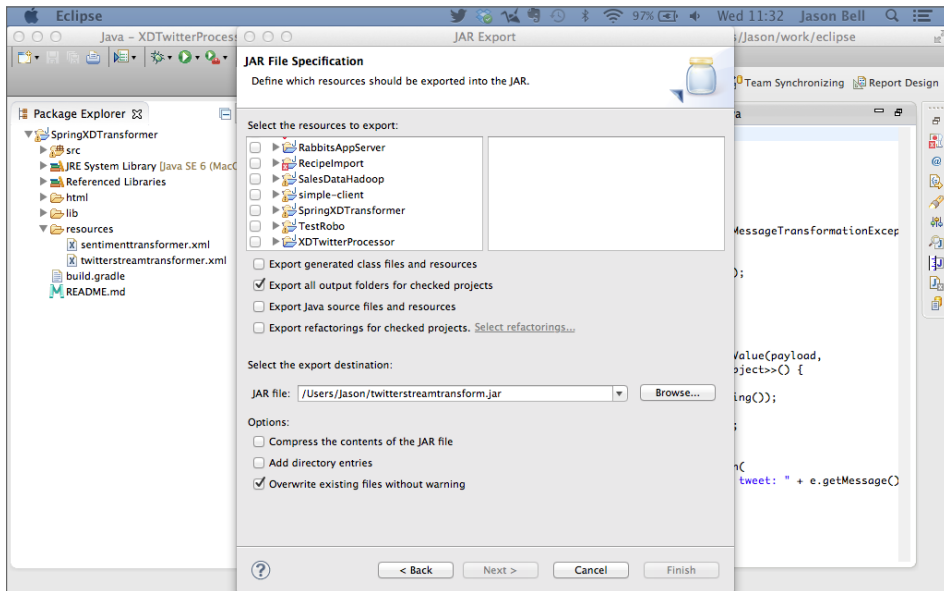 Eclipse
97%
Wed 11:32 Jason Bell
Java – XDTwitterProces
JAR Export
/Jason/work/eclipse
JAR File Specification
Define which resources should be exported into the JAR.
Team Synchronizing
Report Design
Package Explorer
SpringXDTransformer
src
JRE System Library [Java SE 6 (MacO
Referenced Libraries
html
lib
resources
sentimenttransformer.xml
twitterstreamtransformer.xml
build.gradle
README.md
Select the resources to export:
RabbitsAppServer
RecipeImport
SalesDataHadoop
simple-client
SpringXDTransformer
TestRobo
XDTwitterProcessor
Export generated class files and resources
Export all output folders for checked projects
Export Java source files and resources
Export refactorings for checked projects. Select refactorings...
Select the export destination:
JAR file: /Users/Jason/twitterstreamtransform.jar
Browse...
Options:
Compress the contents of the JAR file
Add directory entries
Overwrite existing files without warning
?
< Back
Next >
Cancel
Finish
a
MessageTransformationExcep
);
Value(payload,
bject>>() {
ing());
;
n(
tweet: " + e.getMessage()